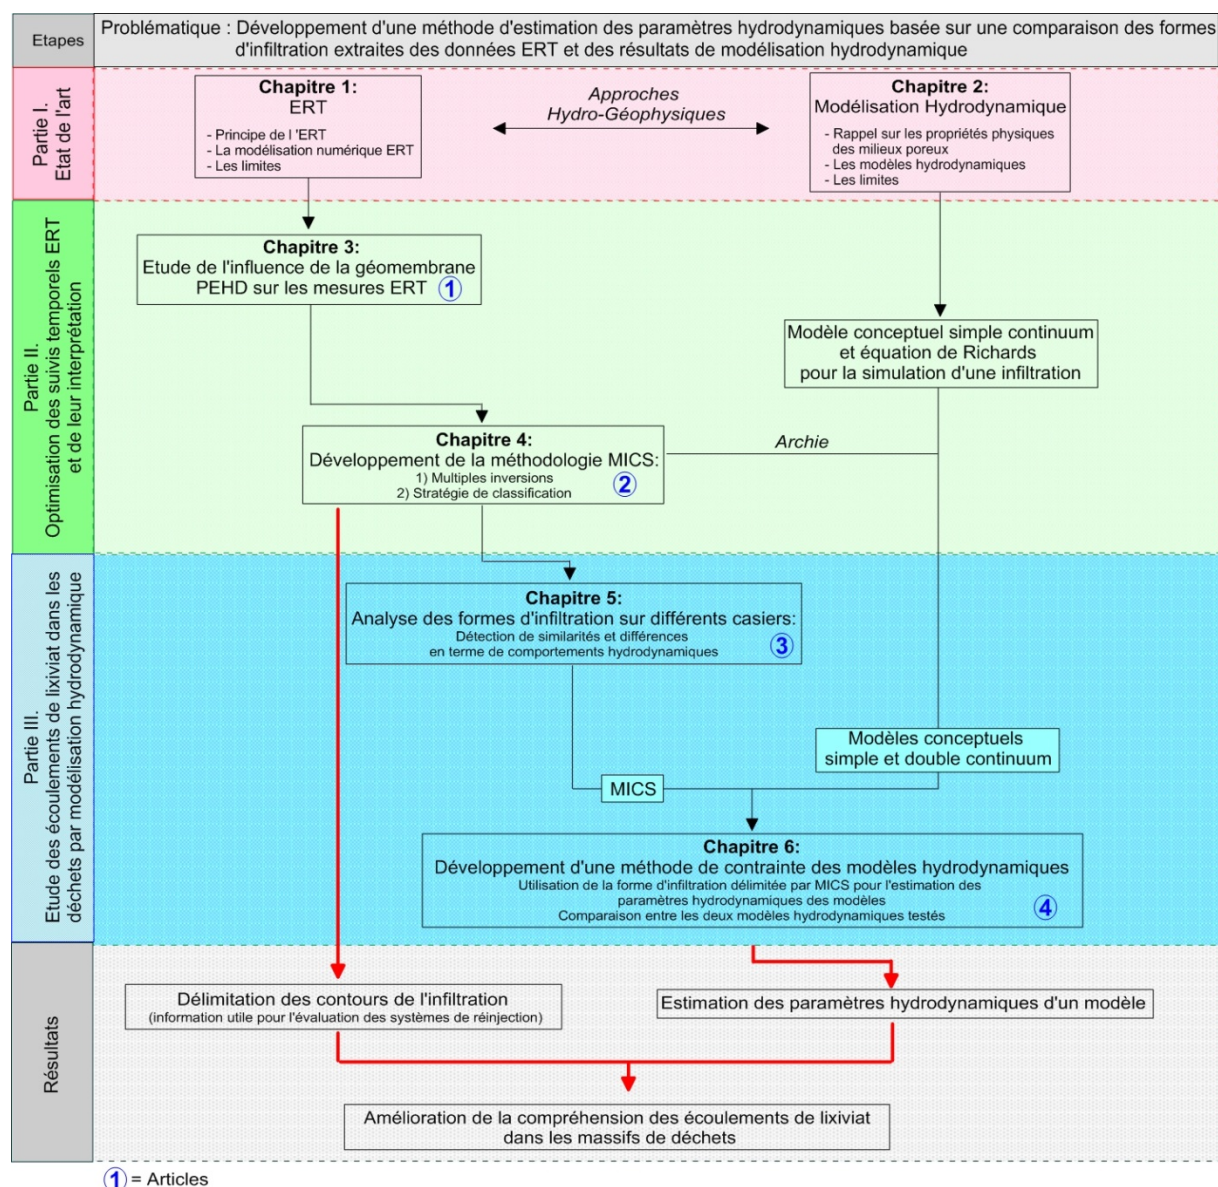 Etapes
Problématique : Développement d'une méthode d'estimation des paramètres hydrodynamiques basée sur une comparaison des formes
d'infiltration extraites des données ERT et des résultats de modélisation hydrodynamique
Partie I.
Etat de l'art
Chapitre 1:
ERT
- Principe de l 'ERT
- La modélisation numérique ERT
- Les limites
Approches
Hydro-Géophysiques
Chapitre 2:
Modélisation Hydrodynamique
- Rappel sur les propriétés physiques
des milieux poreux
- Les modèles hydrodynamiques
- Les limites
Partie II.
Optimisation des suivis temporels ERT
et de leur interprétation
Chapitre 3:
Etude de l'influence de la géomembrane
PEHD sur les mesures ERT
1
Modèle conceptuel simple continuum
et équation de Richards
pour la simulation d'une infiltration
Chapitre 4:
Développement de la méthodologie MICS:
1) Multiples inversions
2) Stratégie de classification
2
Archie
Partie III.
Etude des écoulements de lixiviat dans les
déchets par modélisation hydrodynamique
Chapitre 5:
Analyse des formes d'infiltration sur différents casiers:
Détection de similarités et différences
en terme de comportements hydrodynamiques
3
Modèles conceptuels
simple et double continuum
MICS
Chapitre 6:
Développement d'une méthode de contrainte des modèles hydrodynamiques
Utilisation de la forme d'infiltration délimitée par MICS pour l'estimation des
paramètres hydrodynamiques des modèles
Comparaison entre les deux modèles hydrodynamiques testés
4
Résultats
Délimitation des contours de l'infiltration
(information utile pour l'évaluation des systèmes de réinjection)
Estimation des paramètres hydrodynamiques d'un modèle
Amélioration de la compréhension des écoulements de lixiviat
dans les massifs de déchets
1 = Articles